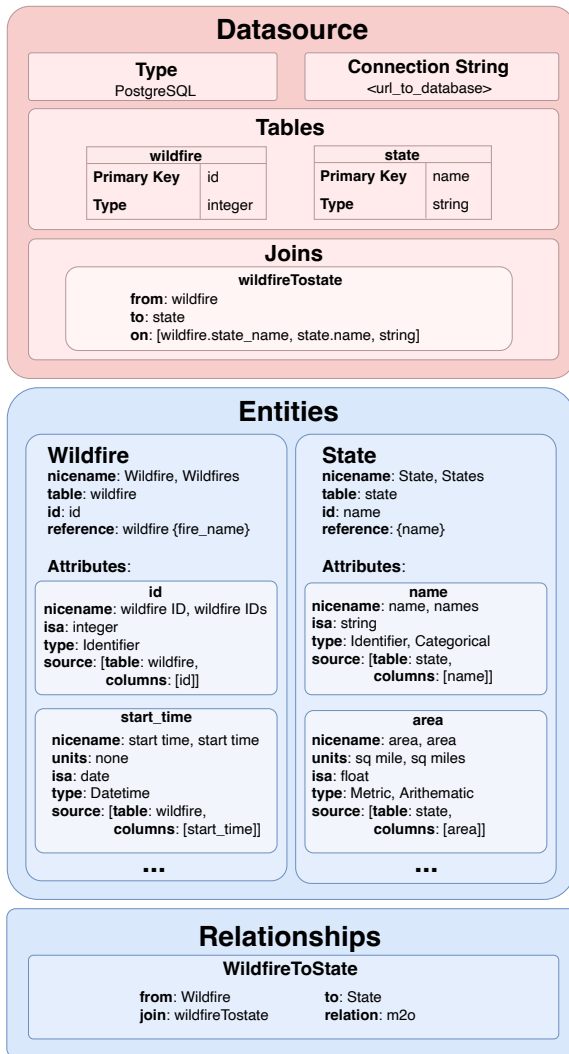 Datasource
Type
PostgreSQL
Connection String
<url_to_database>
Tables
wildfire
Primary Key id
Type integer
state
Primary Key name
Type string
Joins
wildfireTostate
from: wildfire
to: state
on: [wildfire.state_name, state.name, string]
Entities
Wildfire
nicename: Wildfire, Wildfires
table: wildfire
id: id
reference: wildfire {fire_name}
Attributes:
id
nicename: wildfire ID, wildfire IDs
isa: integer
type: Identifier
source: [table: wildfire,
columns: [id]]
start_time
nicename: start time, start time
units: none
isa: date
type: Datetime
source: [table: wildfire,
columns: [start_time]]
...
State
nicename: State, States
table: state
id: name
reference: {name}
Attributes:
name
nicename: name, names
isa: string
type: Identifier, Categorical
source: [table: state,
columns: [name]]
area
nicename: area, area
units: sq mile, sq miles
isa: float
type: Metric, Arithematic
source: [table: state,
columns: [area]]
...
Relationships
WildfireToState
from: Wildfire to: State
join: wildfireTostate relation: m2o